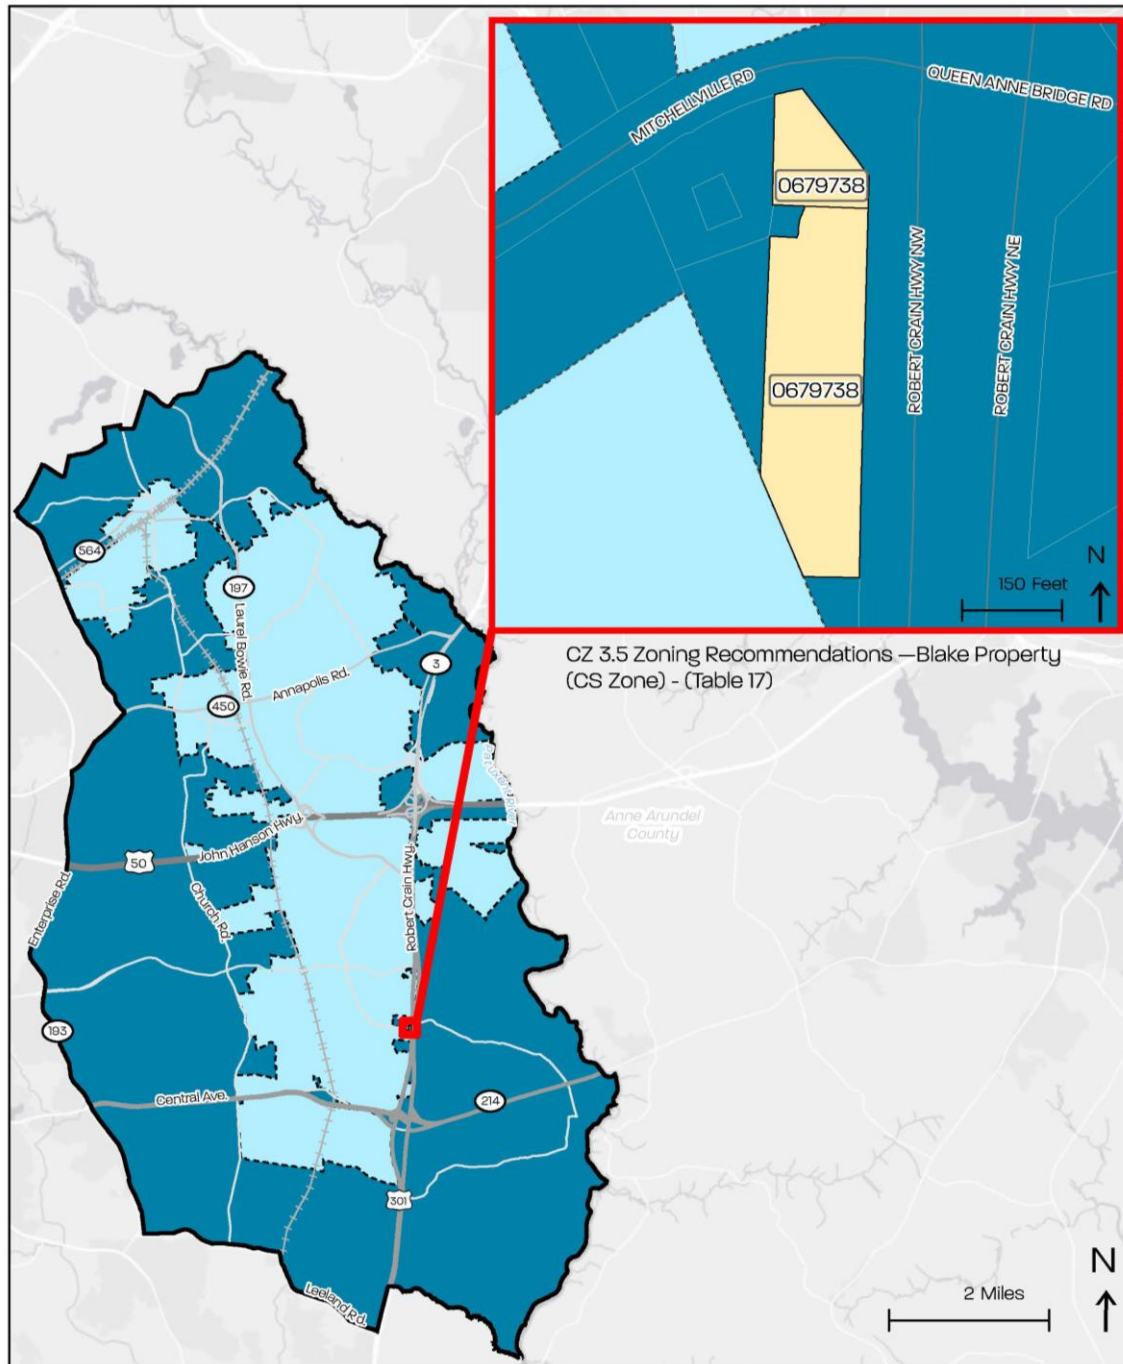 MITCHELLVILLE RD
QUEEN ANNE BRIDGE RD
0679738
ROBERT CRAIN HWY NW
ROBERT CRAIN HWY NE
0679738
N
150 Feet
CZ 3.5 Zoning Recommendations —Blake Property
(CS Zone) - (Table 17)
564
197
Laurel Bowie Rd.
3
Annapolis Rd.
450
Patuxent River
Anne Arundel
County
John Hanson Hwy.
50
Robert Crain Hwy.
Enterprise Rd.
Church Rd.
193
Central Ave.
214
301
Leeland Rd.
2 Miles
N